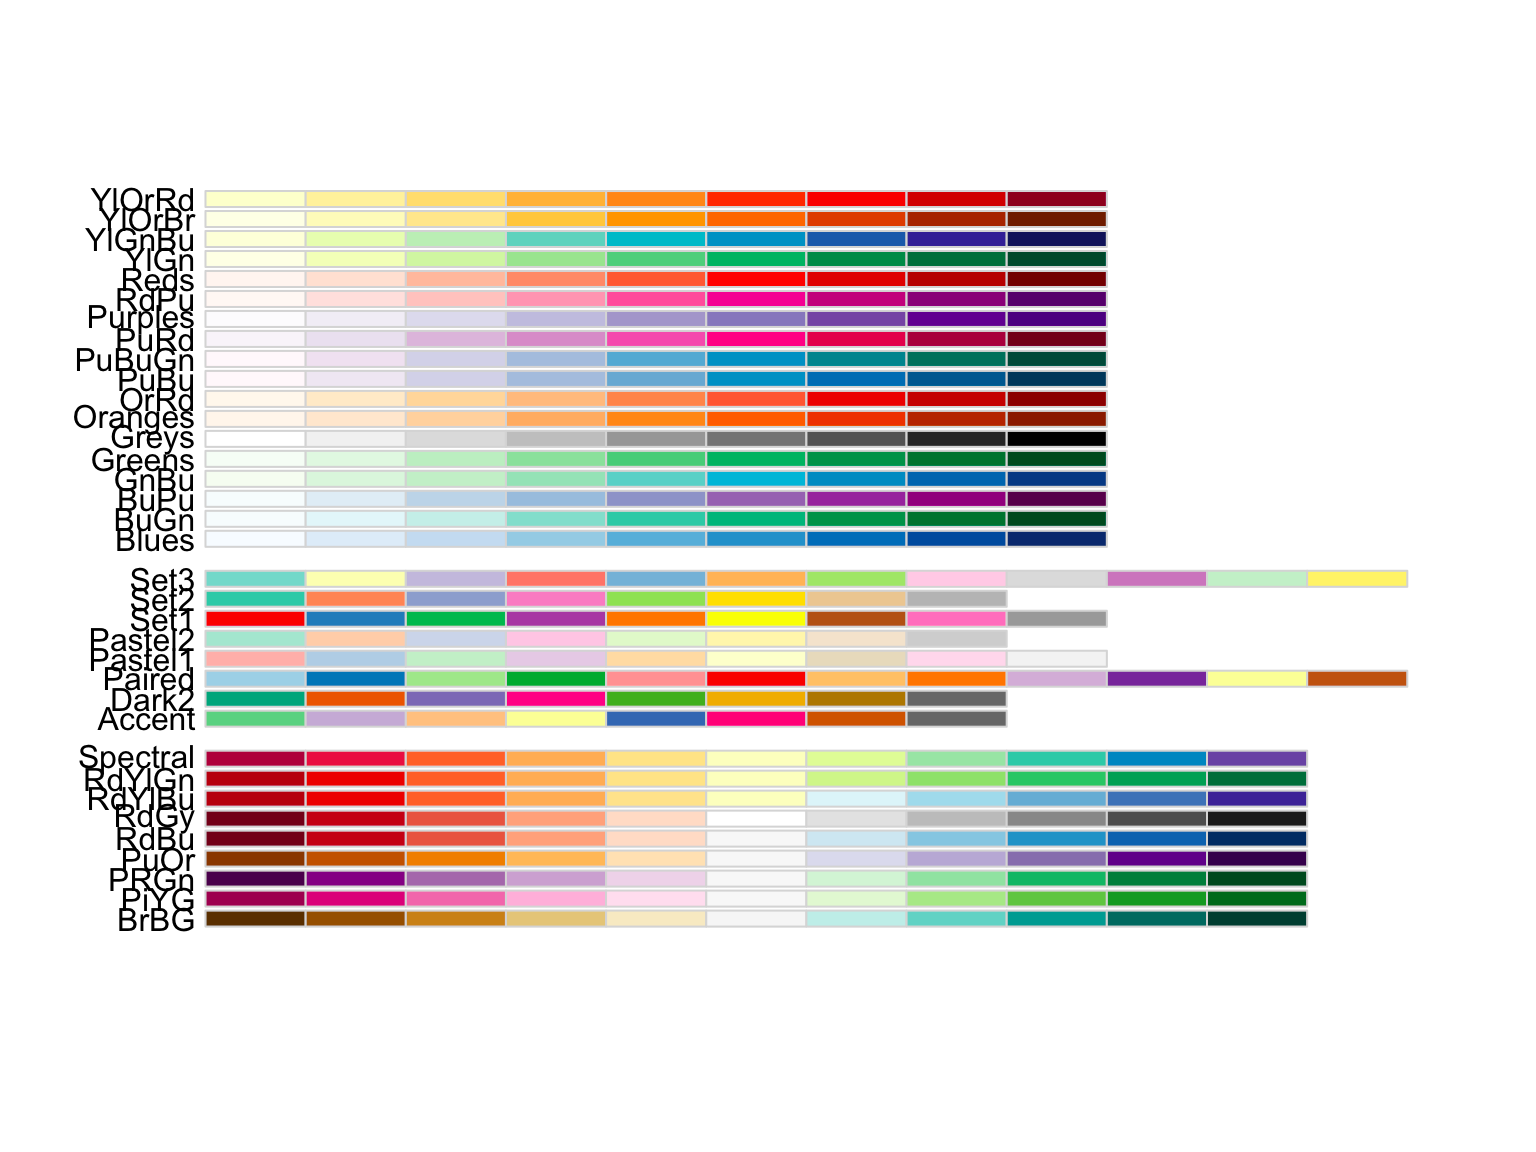 YlOrRd
YlOrBr
YlGnBu
YlGn
Reds
RdPu
Purples
PuRd
PuBuGn
PuBu
OrRd
Oranges
Greys
Greens
GnBu
BuPu
BuGn
Blues
Set3
Set2
Set1
Pastel2
Pastel1
Paired
Dark2
Accent
Spectral
RdYlGn
RdYlBu
RdGy
RdBu
PuOr
PRGn
PiYG
BrBG